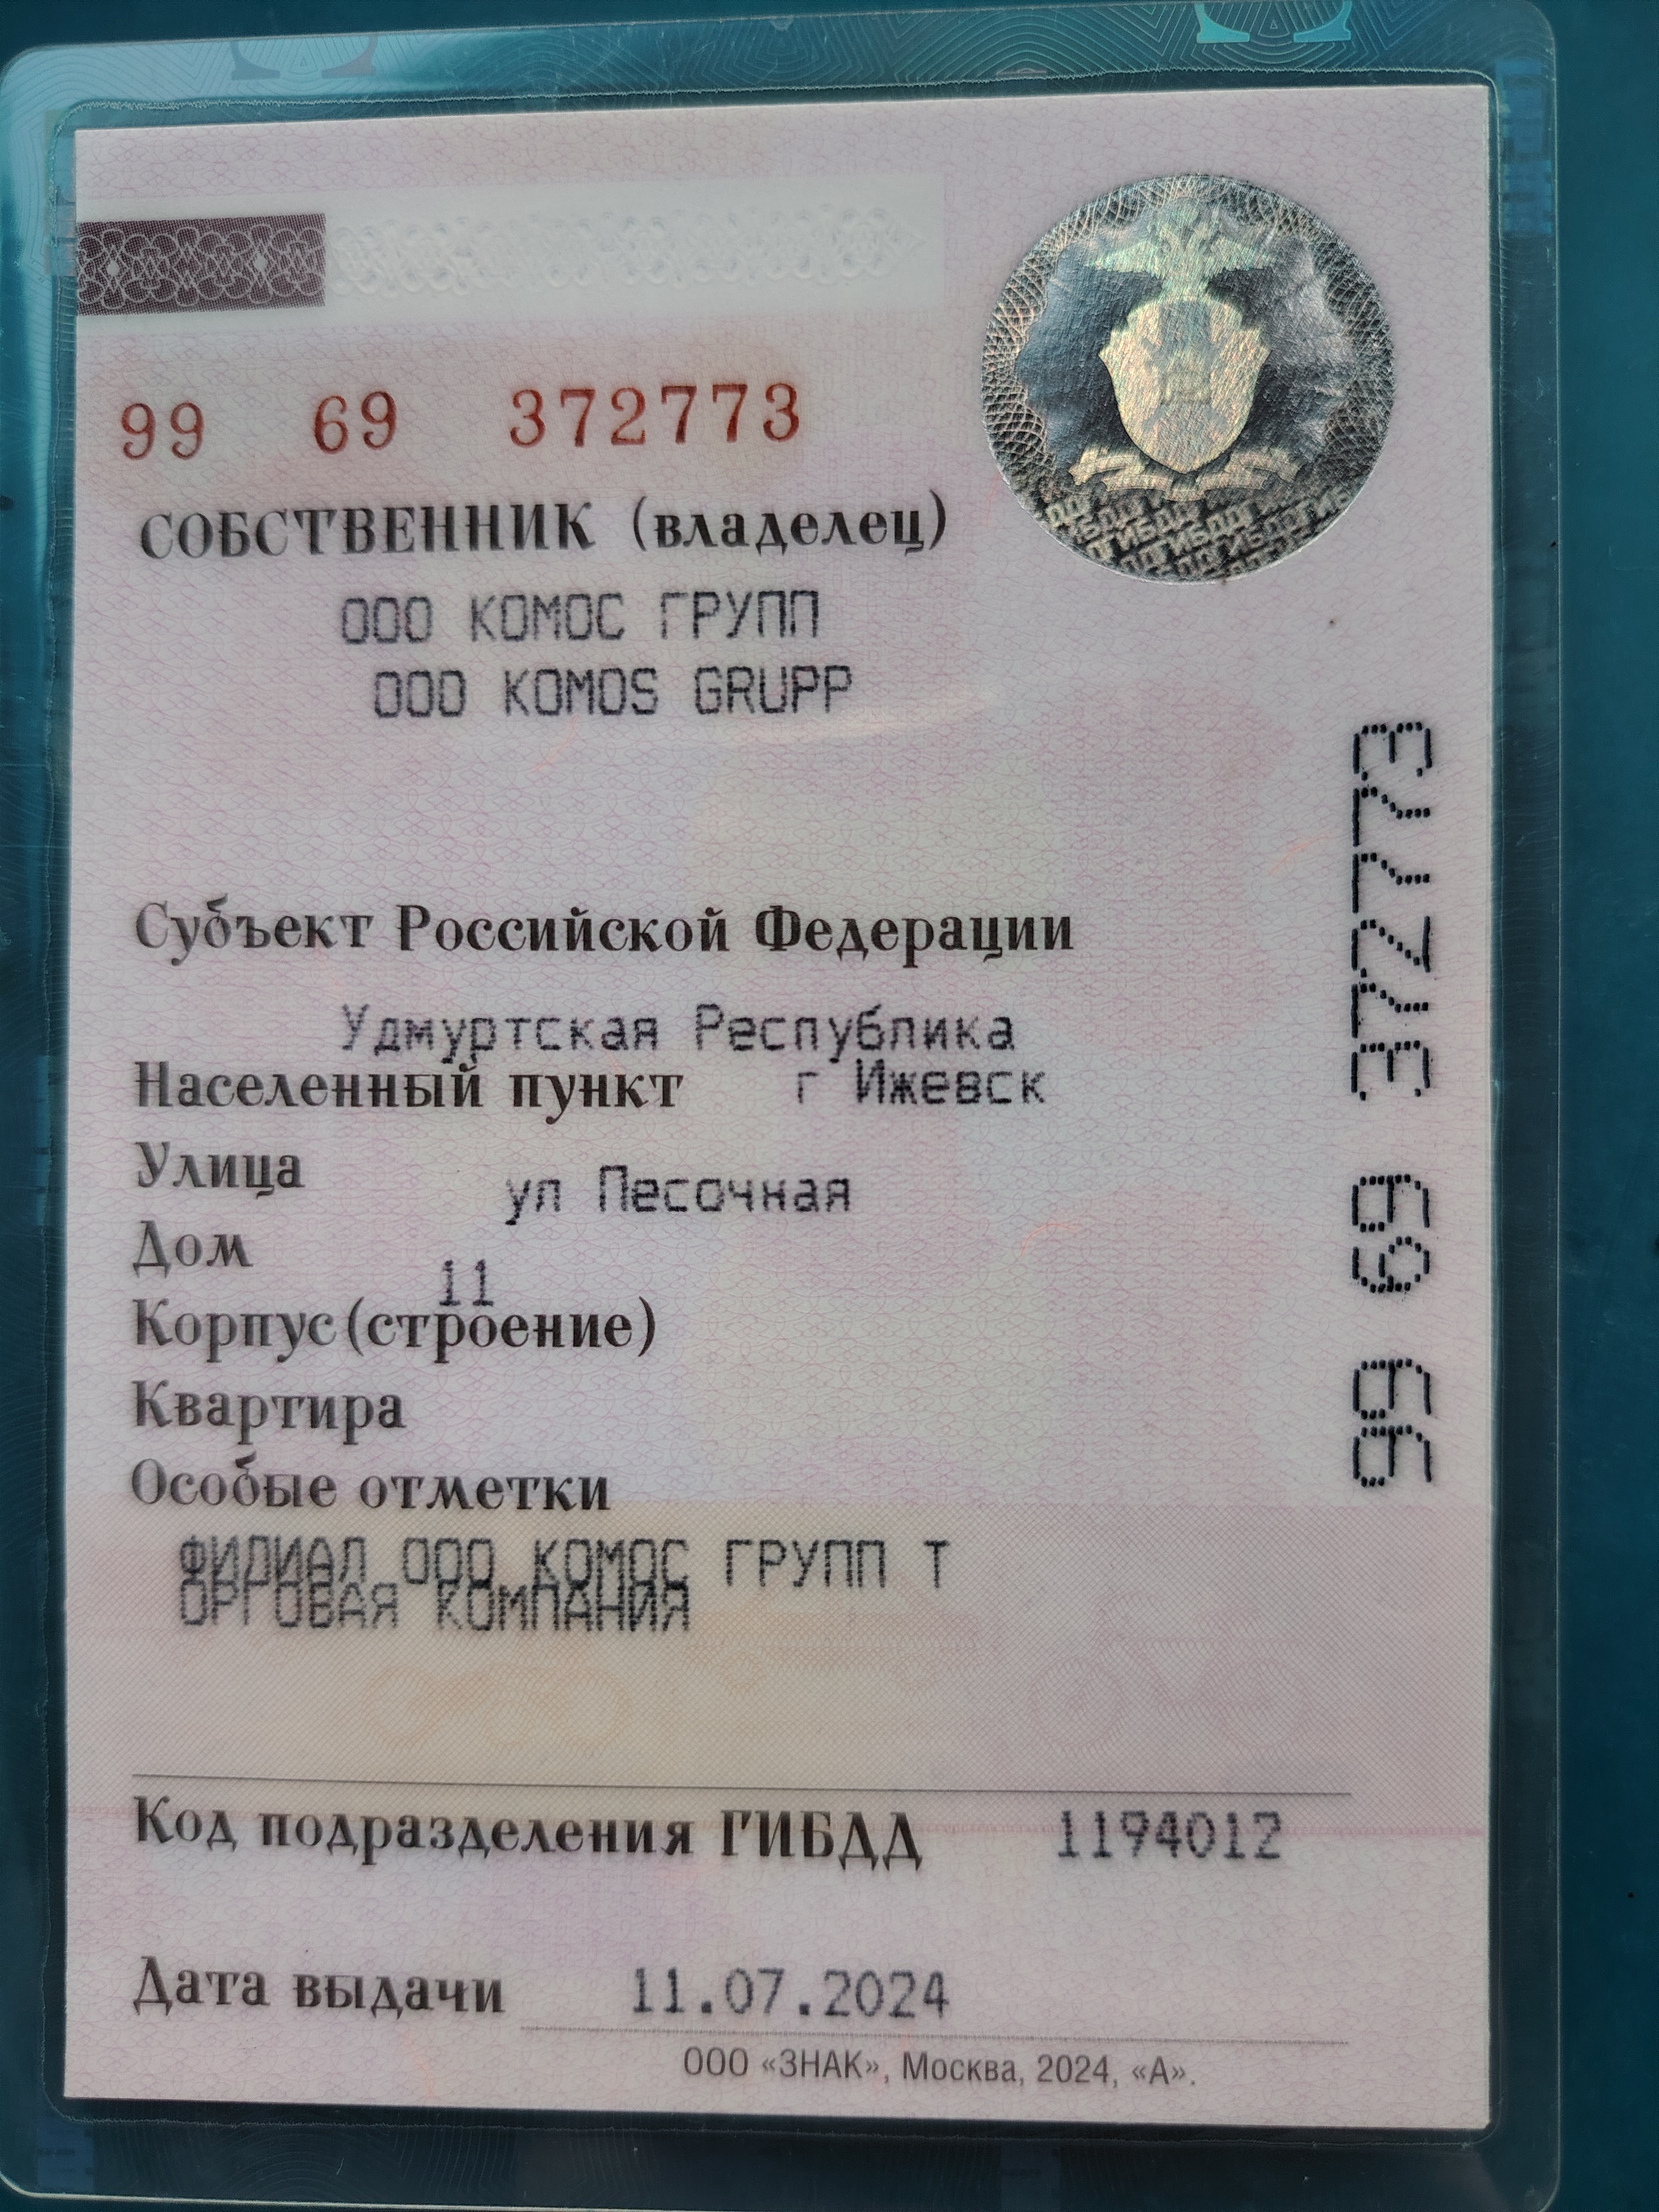 99 69 372773
СОБСТВЕННИК (владелец)
ООО КОМОС ГРУПП
OOO KOMOS GRUPP
Субъект Российской Федерации
Удмуртская Республика
Населенный пункт г Ижевск
Улица ул Песочная
Дом 11
Корпус (строение)
Квартира
Особые отметки
ФИЛИАЛ ООО КОМОС ГРУПП Т
ОРГОВАЯ КОМПАНИЯ
Код подразделения ГИБДД 1194012
Дата выдачи 11.07.2024
ООО «ЗНАК», Москва, 2024, «А».
99 69 372773